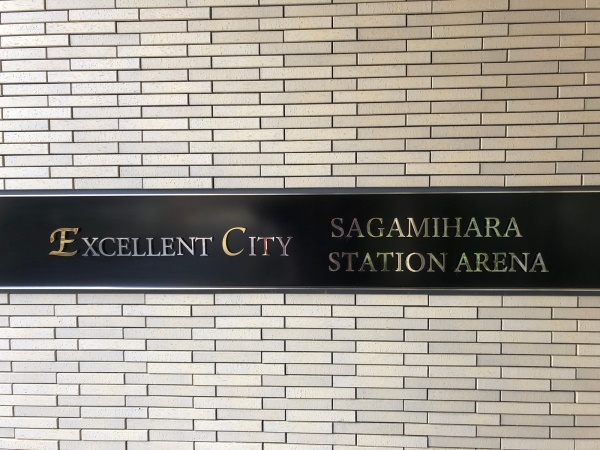 EXCELLENT CITY
SAGAMIHARA
STATION ARENA